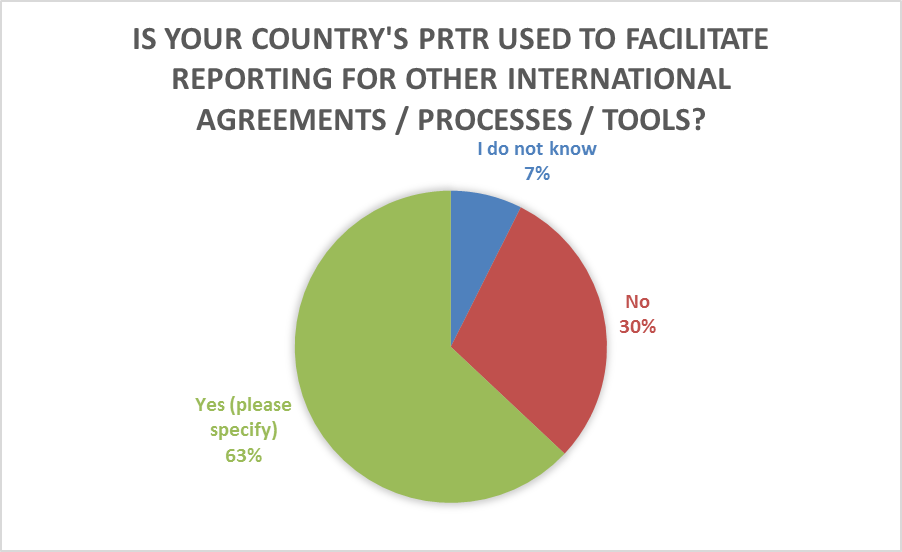 IS YOUR COUNTRY'S PRTR USED TO FACILITATE
REPORTING FOR OTHER INTERNATIONAL
AGREEMENTS / PROCESSES / TOOLS?
I do not know
7%
No
30%
Yes (please
specify)
63%